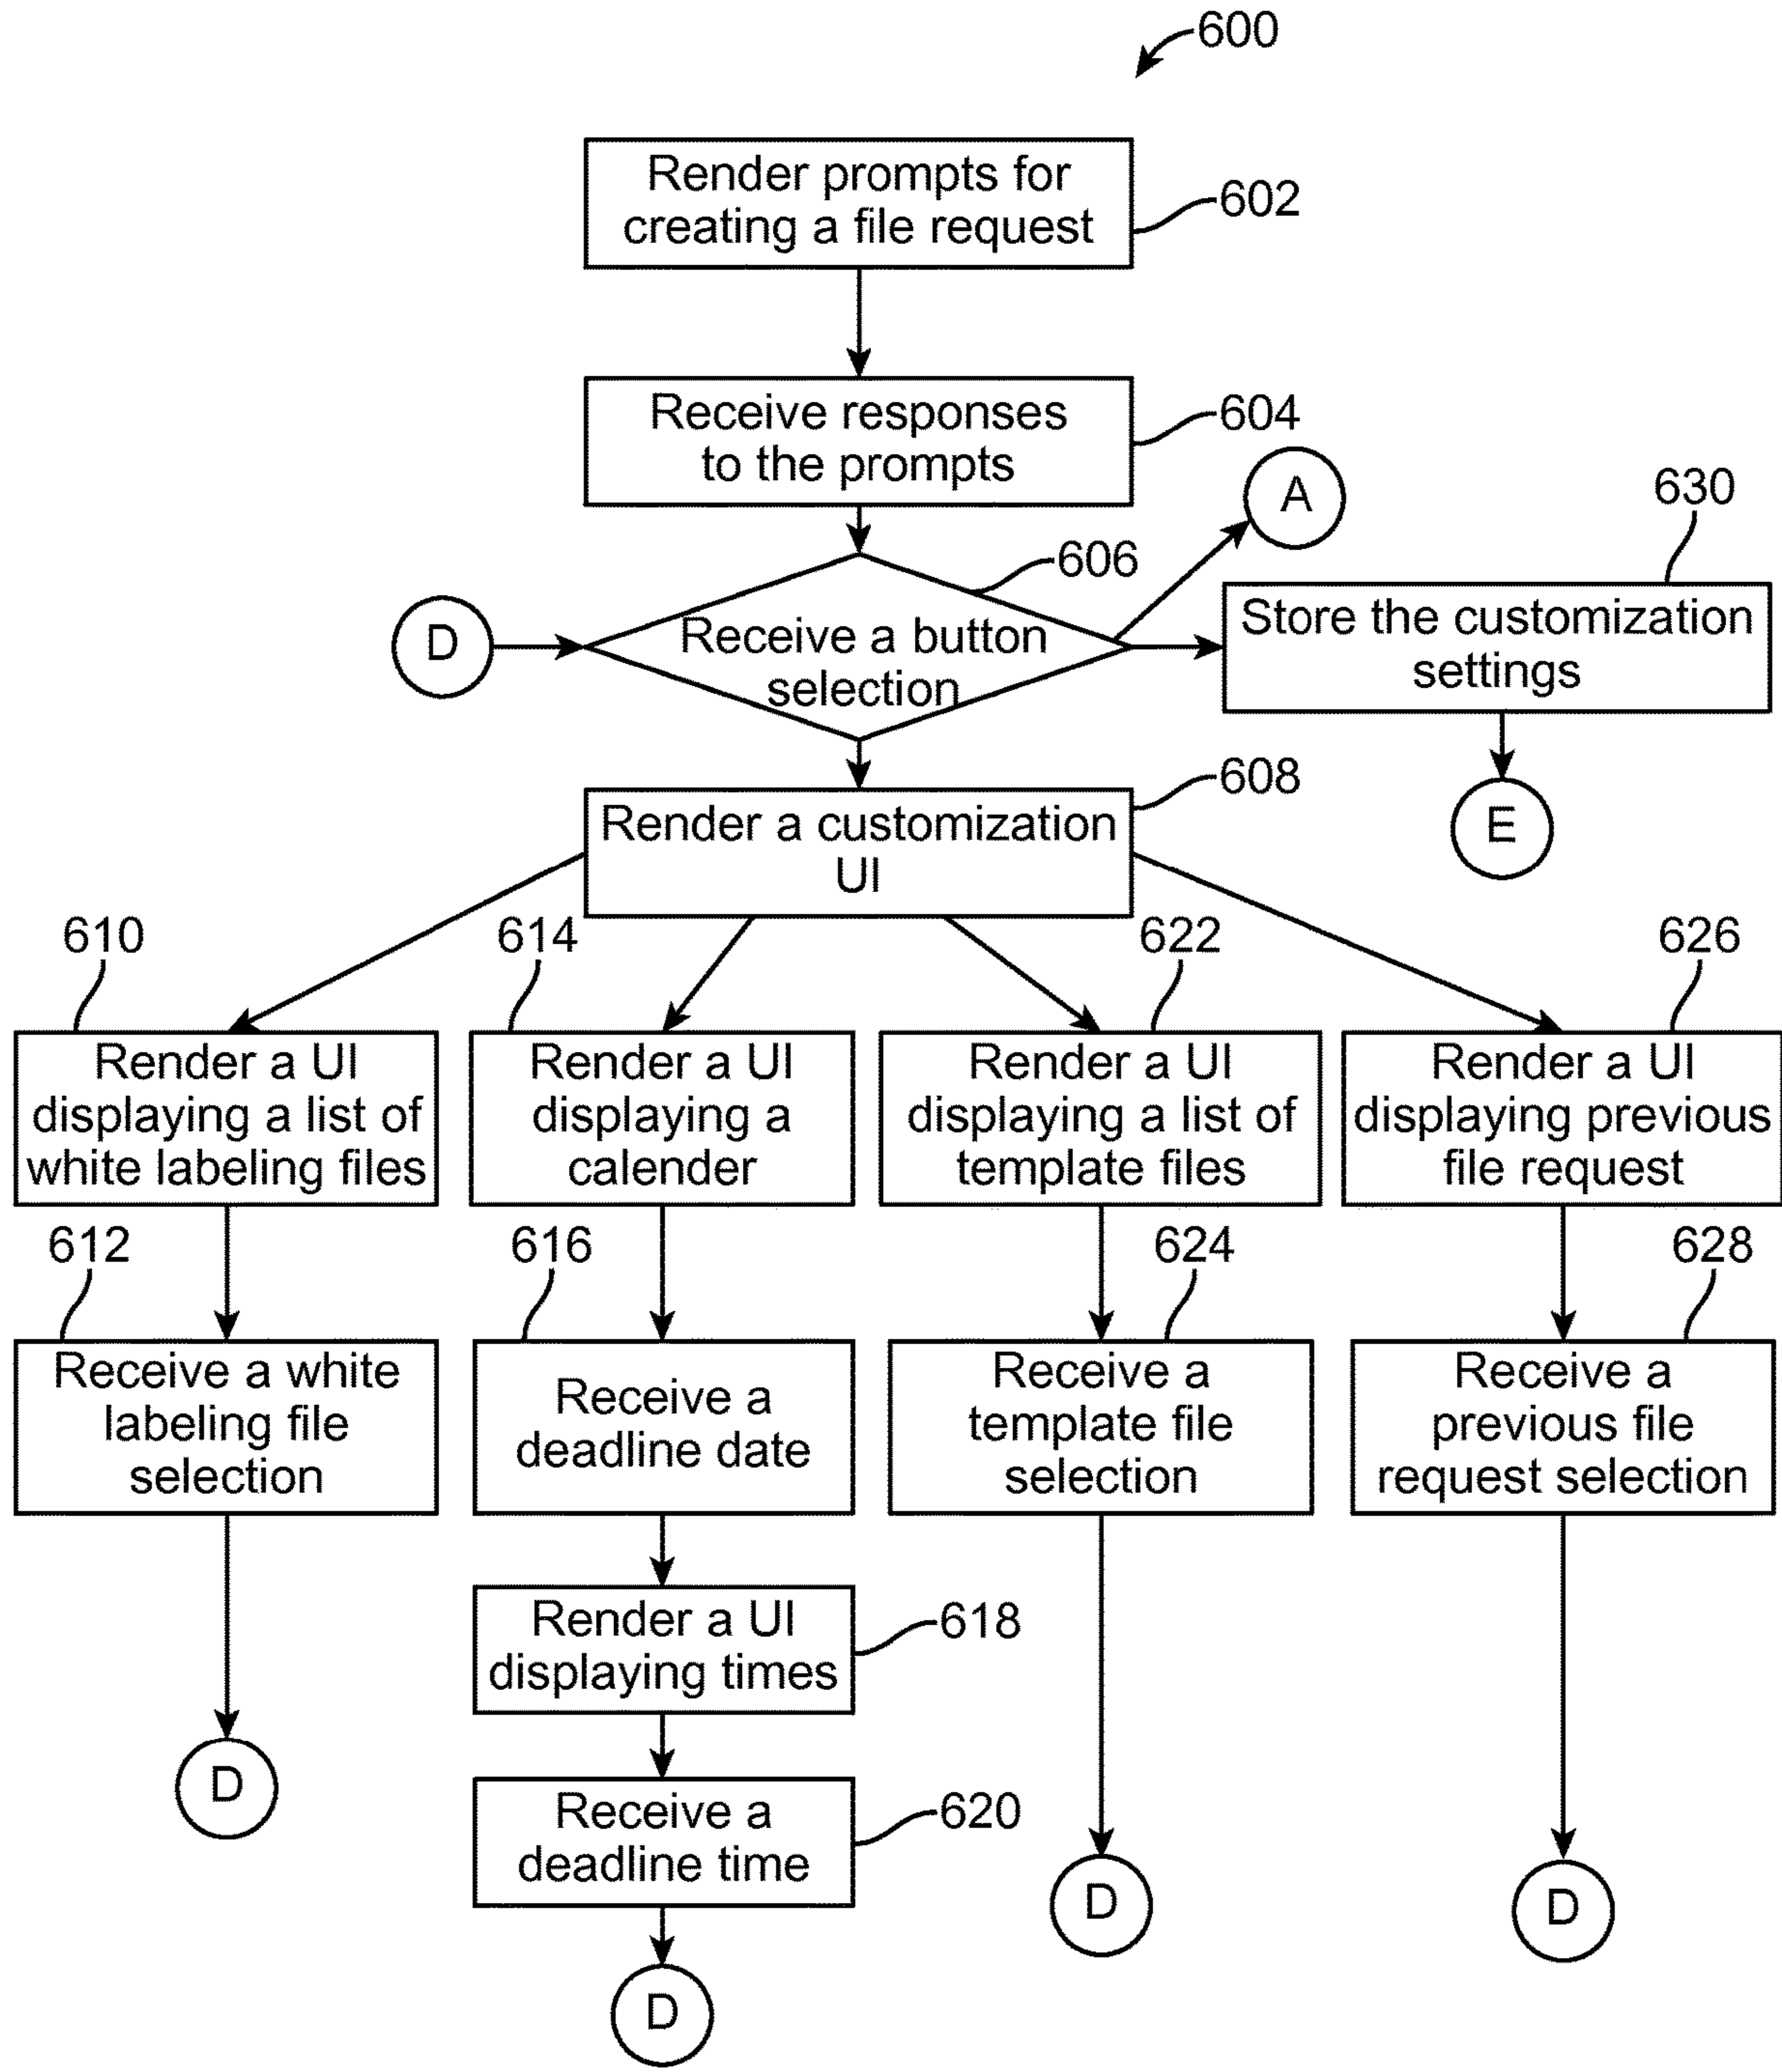 600
Render prompts for
creating a file request
602
Receive responses
to the prompts
604
A
630
606
D
Receive a button
selection
Store the customization
settings
608
Render a customization
UI
E
610
614
622
626
Render a UI
displaying a list of
white labeling files
Render a UI
displaying a
calender
Render a UI
displaying a list of
template files
Render a UI
displaying previous
file request
612
616
624
628
Receive a white
labeling file
selection
Receive a
deadline date
Receive a
template file
selection
Receive a
previous file
request selection
Render a UI
displaying times
618
D
Receive a
deadline time
620
D
D
D